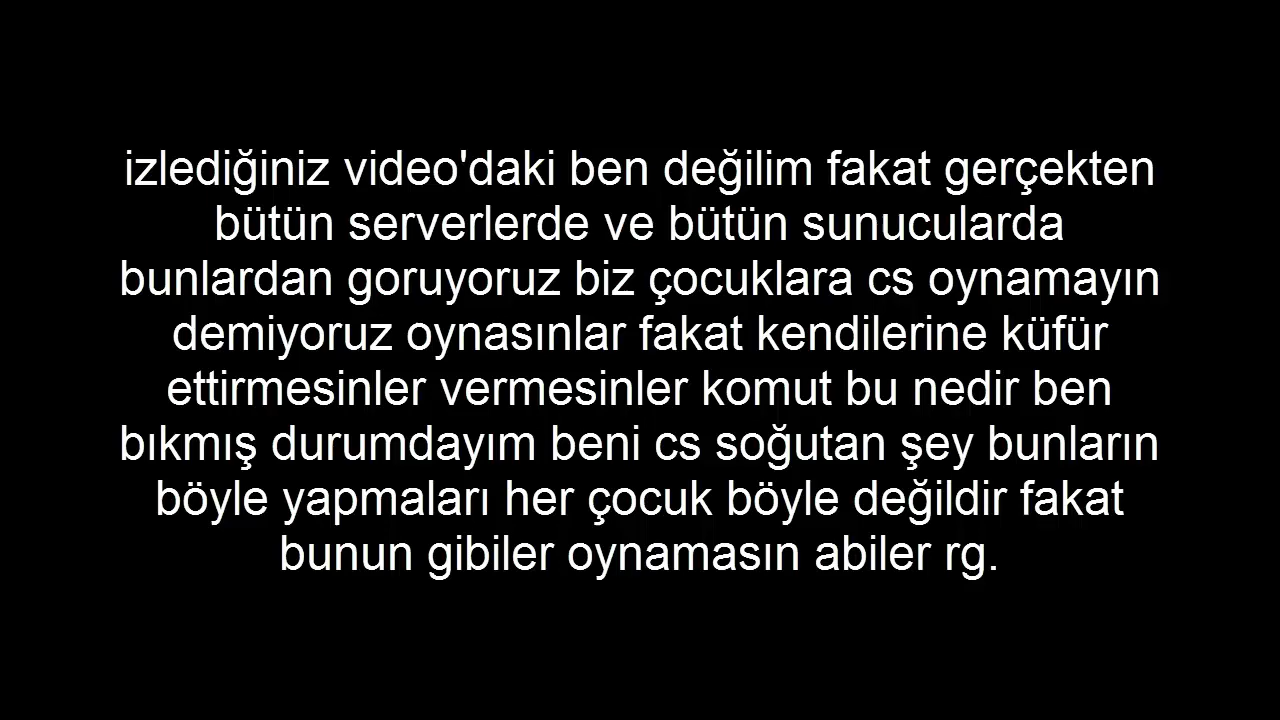 izlediğiniz video'daki ben değilim fakat gerçekten
bütün serverlerde ve bütün sunucularda
bunlardan goruyoruz biz çocuklara cs oynamayın
demiyoruz oynasınlar fakat kendilerine küfür
ettirmesinler vermesinler komut bu nedir ben
bıkmış durumdayım beni cs soğutan şey bunların
böyle yapmaları her çocuk böyle değildir fakat
bunun gibiler oynamasın abiler rg.